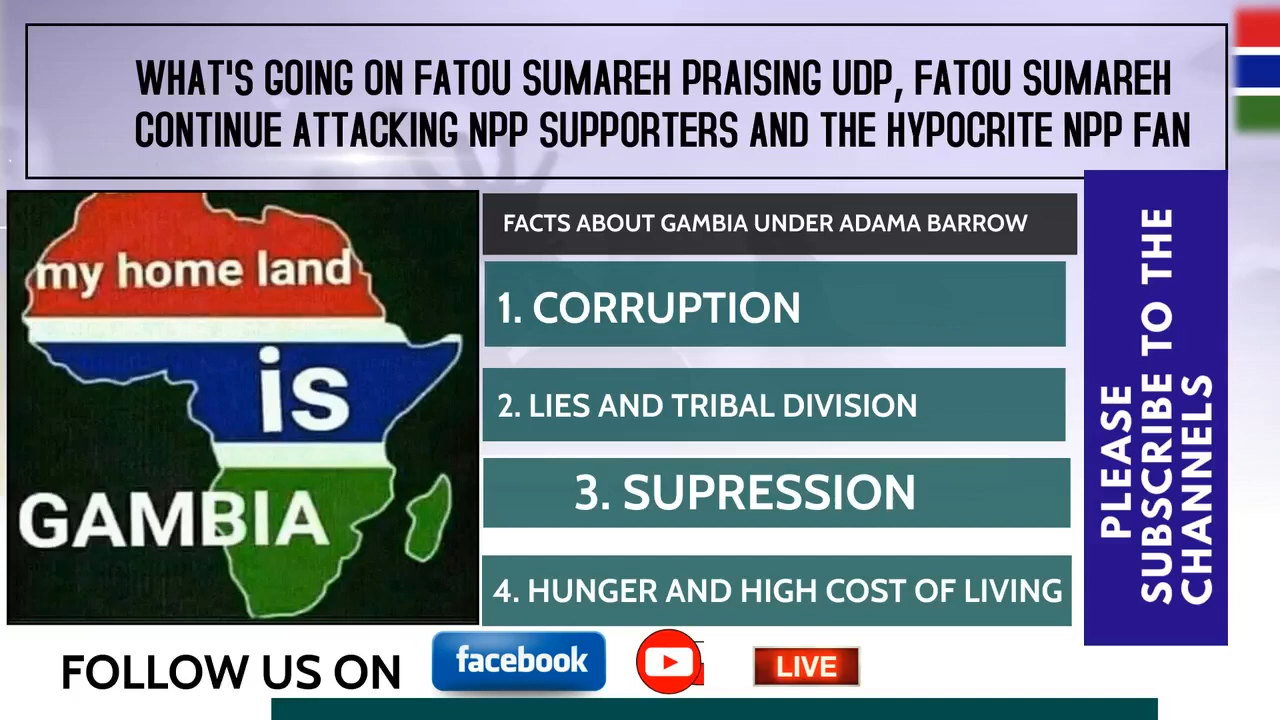 WHAT'S GOING ON FATOU SUMAREH PRAISING UDP, FATOU SUMAREH
CONTINUE ATTACKING NPP SUPPORTERS AND THE HYPOCRITE NPP FAN
my home land
is
GAMBIA
FACTS ABOUT GAMBIA UNDER ADAMA BARROW
1. CORRUPTION
2. LIES AND TRIBAL DIVISION
3. SUPRESSION
4. HUNGER AND HIGH COST OF LIVING
PLEASE
SUBSCRIBE TO THE
CHANNELS
FOLLOW US ON
facebook
LIVE